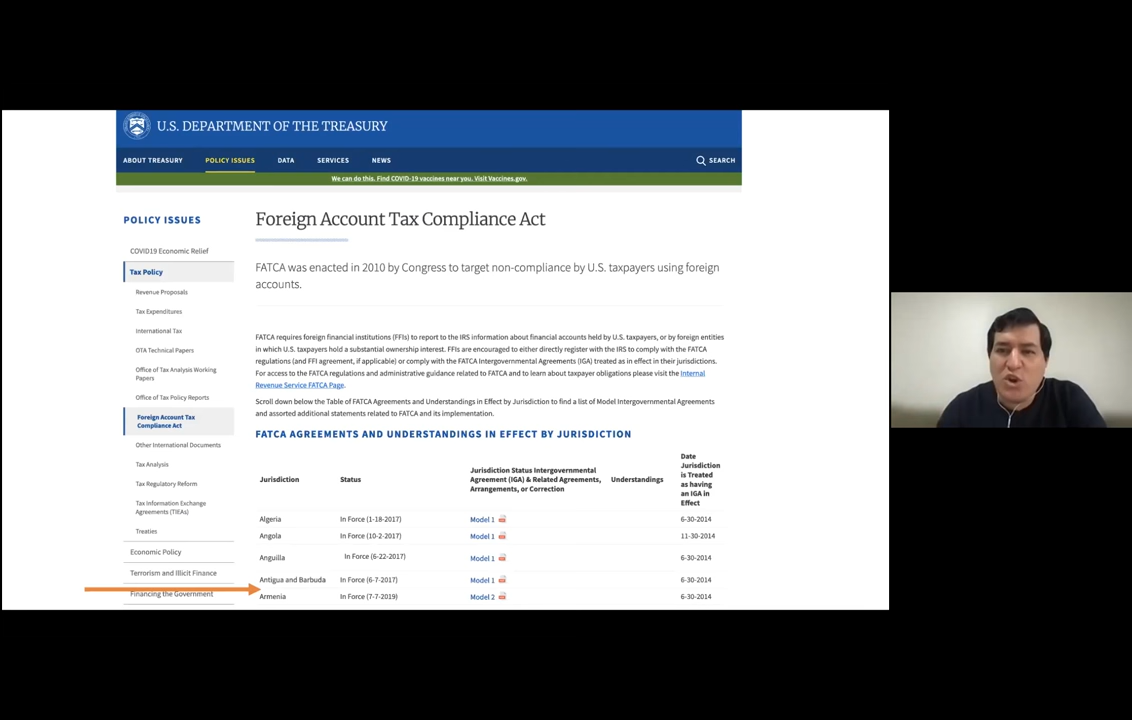 U.S. DEPARTMENT OF THE TREASURY
ABOUT TREASURY POLICY ISSUES DATA SERVICES NEWS SEARCH
We can do this. Find COVID-19 vaccines near you. Visit Vaccines.gov.
POLICY ISSUES
COVID19 Economic Relief
Tax Policy
Revenue Proposals
Tax Expenditures
International Tax
OTA Technical Papers
Office of Tax Analysis Working
Papers
Office of Tax Policy Reports
Foreign Account Tax
Compliance Act
Other International Documents
Tax Analysis
Tax Regulatory Reform
Tax Information Exchange
Agreements (TIEAs)
Treaties
Economic Policy
Terrorism and Illicit Finance
Financing the Government
Foreign Account Tax Compliance Act
FATCA was enacted in 2010 by Congress to target non-compliance by U.S. taxpayers using foreign
accounts.
FATCA requires foreign financial institutions (FFIs) to report to the IRS information about financial accounts held by U.S. taxpayers, or by foreign entities
in which U.S. taxpayers hold a substantial ownership interest. FFIs are encouraged to either directly register with the IRS to comply with the FATCA
regulations (and FFI agreement, if applicable) or comply with the FATCA Intergovernmental Agreements (IGA) treated as in effect in their jurisdictions.
For access to the FATCA regulations and administrative guidance related to FATCA and to learn about taxpayer obligations please visit the Internal
Revenue Service FATCA Page.
Scroll down below the Table of FATCA Agreements and Understandings in Effect by Jurisdiction to find a list of Model Intergovernmental Agreements
and assorted additional statements related to FATCA and its implementation.
FATCA AGREEMENTS AND UNDERSTANDINGS IN EFFECT BY JURISDICTION
Jurisdiction
Status
Jurisdiction Status Intergovernmental
Agreement (IGA) & Related Agreements,
Arrangements, or Correction
Understandings
Date
Jurisdiction
is Treated
as having
an IGA in
Effect
Algeria In Force (1-18-2017) Model 1 6-30-2014
Angola In Force (10-2-2017) Model 1 11-30-2014
Anguilla In Force (6-22-2017) Model 1 6-30-2014
Antigua and Barbuda In Force (6-7-2017) Model 1 6-30-2014
Armenia In Force (7-7-2019) Model 2 6-30-2014